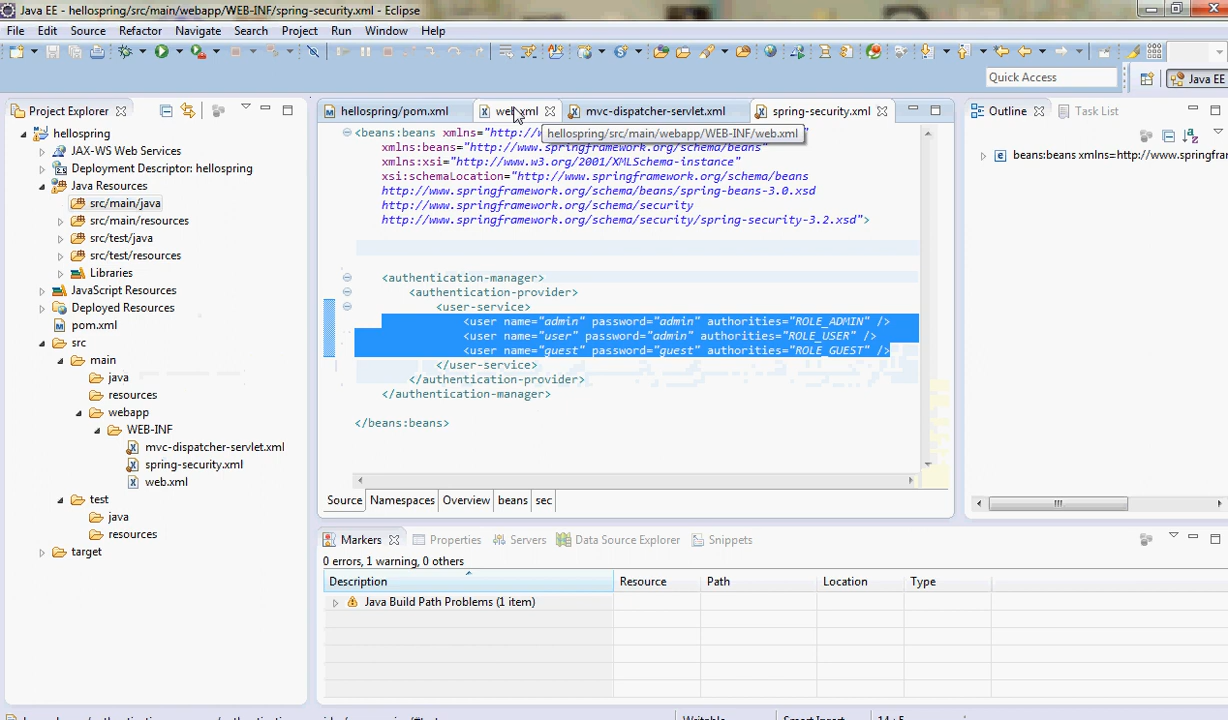 Java EE - hellospring/src/main/webapp/WEB-INF/spring-security.xml - Eclipse
File Edit Source Refactor Navigate Search Project Run Window Help
Quick Access
Java EE
Project Explorer
hellospring/pom.xml
web.xml
mvc-dispatcher-servlet.xml
spring-security.xml
Outline
Task List
hellospring
JAX-WS Web Services
Deployment Descriptor: hellospring
Java Resources
src/main/java
src/main/resources
src/test/java
src/test/resources
Libraries
JavaScript Resources
Deployed Resources
pom.xml
src
main
java
resources
webapp
WEB-INF
mvc-dispatcher-servlet.xml
spring-security.xml
web.xml
test
java
resources
target
<beans:beans xmlns="http://w
hellospring/src/main/webapp/WEB-INF/web.xml
xmlns:beans="http://www.springframework.org/schema/beans"
xmlns:xsi="http://www.w3.org/2001/XMLSchema-instance"
xsi:schemaLocation="http://www.springframework.org/schema/beans
http://www.springframework.org/schema/beans/spring-beans-3.0.xsd
http://www.springframework.org/schema/security
http://www.springframework.org/schema/security/spring-security-3.2.xsd">
<authentication-manager>
<authentication-provider>
<user-service>
<user name="admin" password="admin" authorities="ROLE_ADMIN" />
<user name="user" password="admin" authorities="ROLE_USER" />
<user name="guest" password="guest" authorities="ROLE_GUEST" />
</user-service>
</authentication-provider>
</authentication-manager>
</beans:beans>
Source Namespaces Overview beans sec
beans:beans xmlns=http://www.springfra
Markers
Properties
Servers
Data Source Explorer
Snippets
0 errors, 1 warning, 0 others
Description Resource Path Location Type
Java Build Path Problems (1 item)
Writable Smart Insert 14 : 5